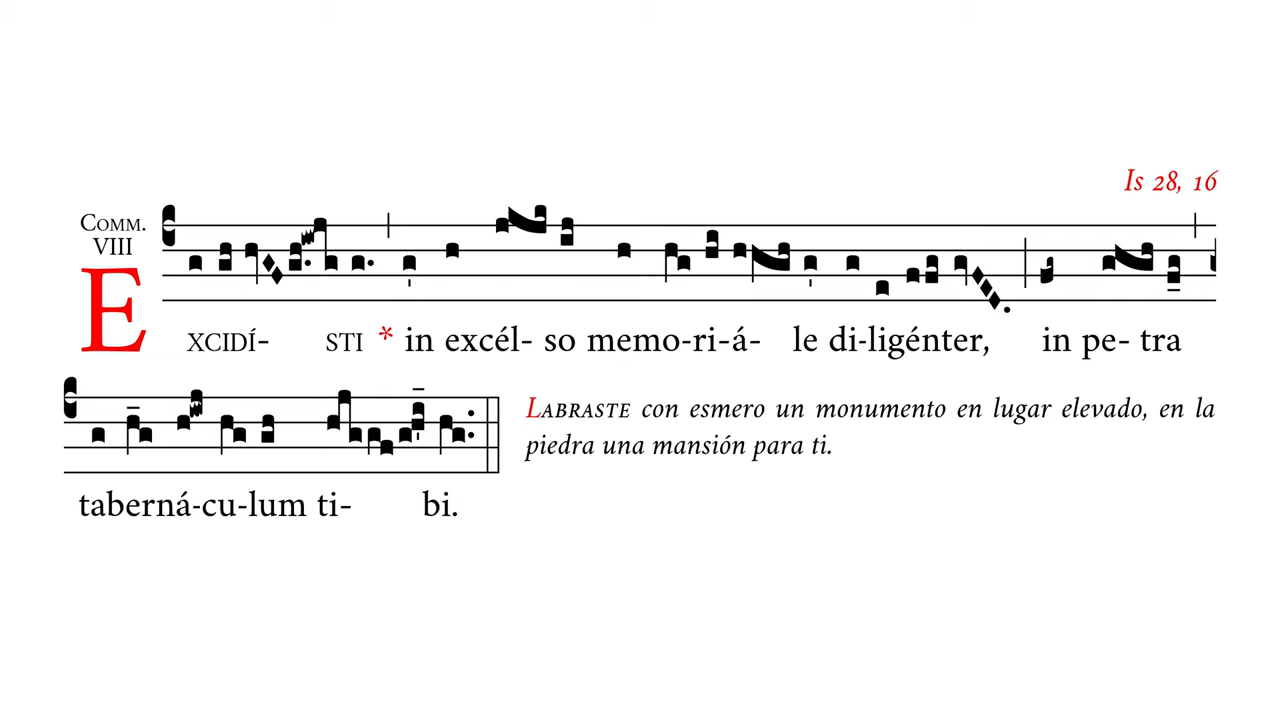 Is 28, 16
Comm.
VIII
EXCIDÍ- STI * in excél- so memo-ri-á- le di-ligénter, in pe- tra
taberná-cu-lum ti- bi.
LABRASTE con esmero un monumento en lugar elevado, en la
piedra una mansión para ti.